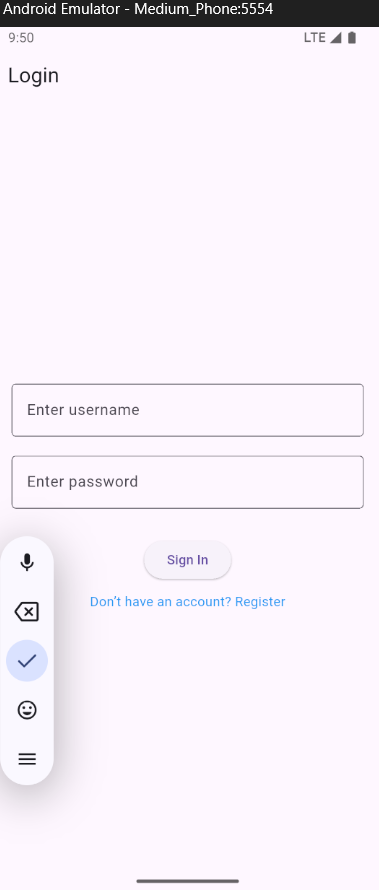 Android Emulator - Medium_Phone:5554
9:50 LTE
Login
Enter username
Enter password
Sign In
Don't have an account? Register